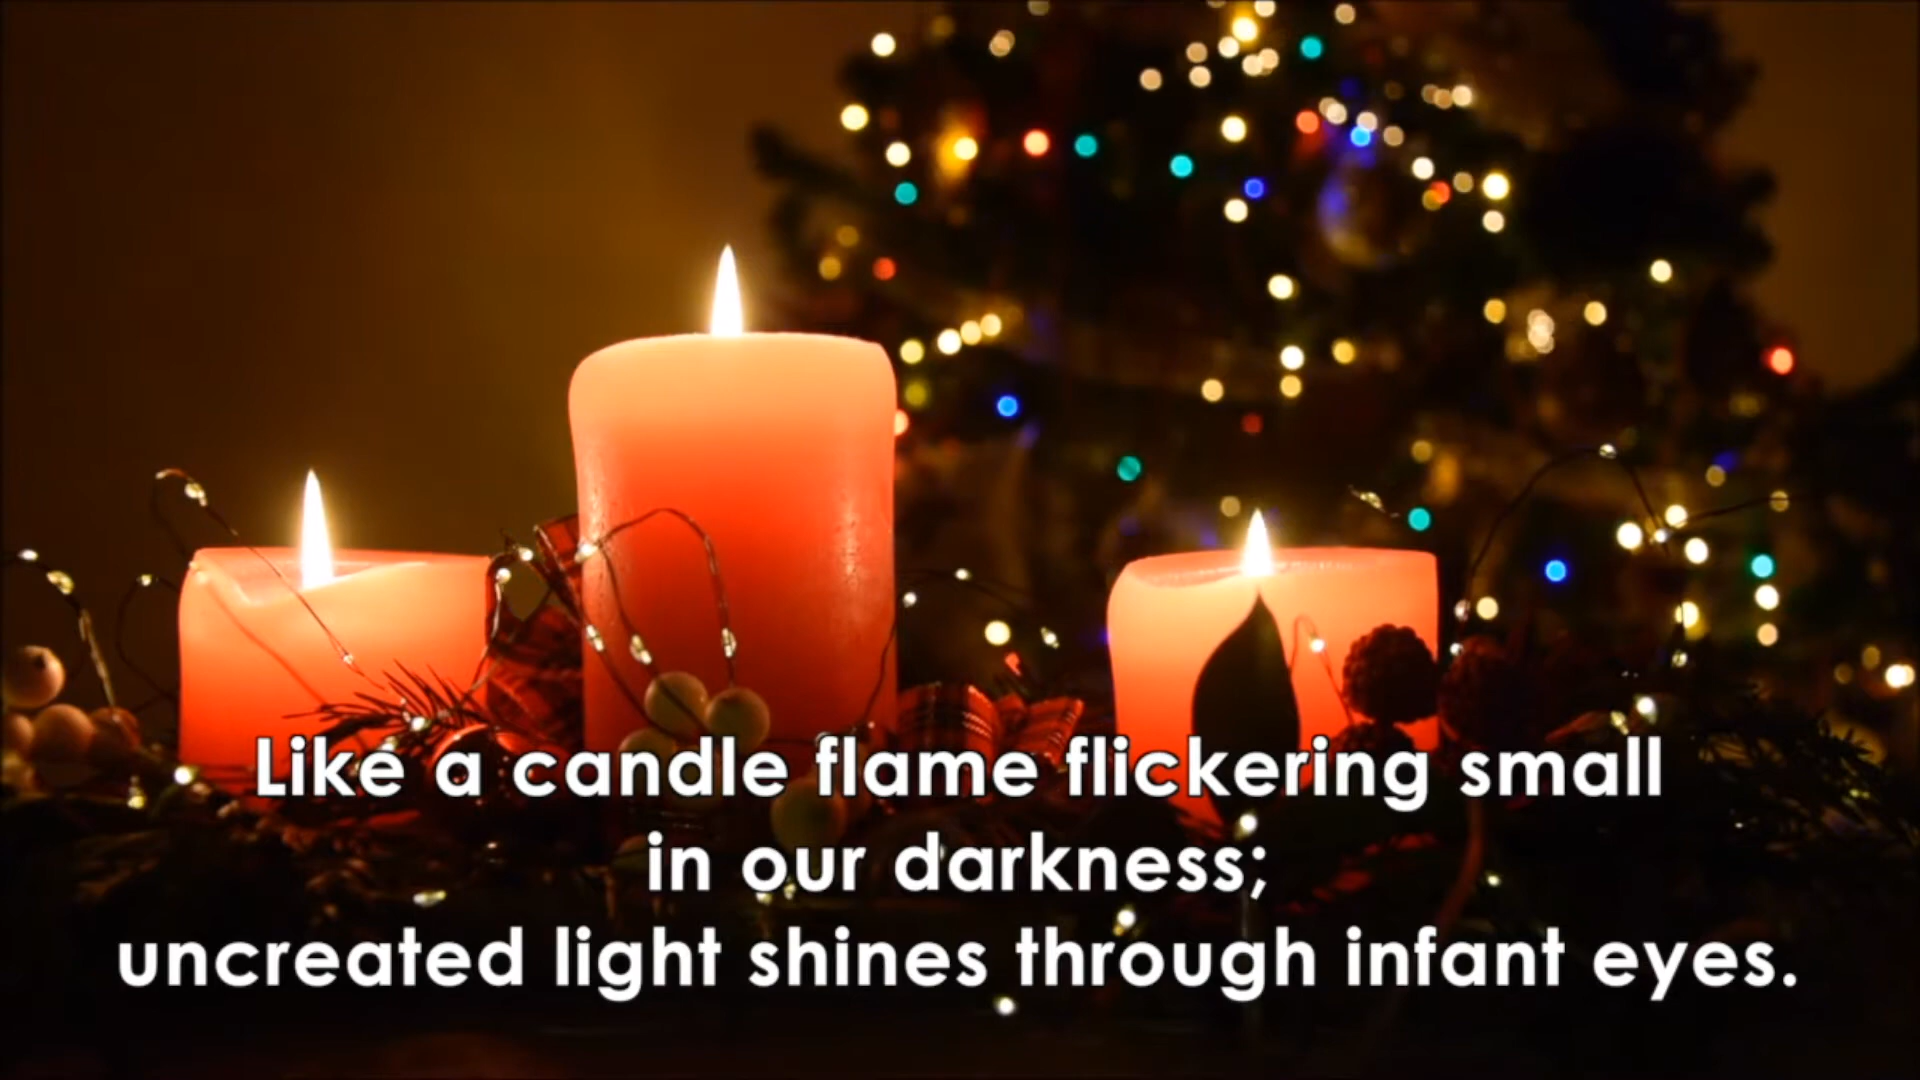 Like a candle flame flickering small
in our darkness;
uncreated light shines through infant eyes.